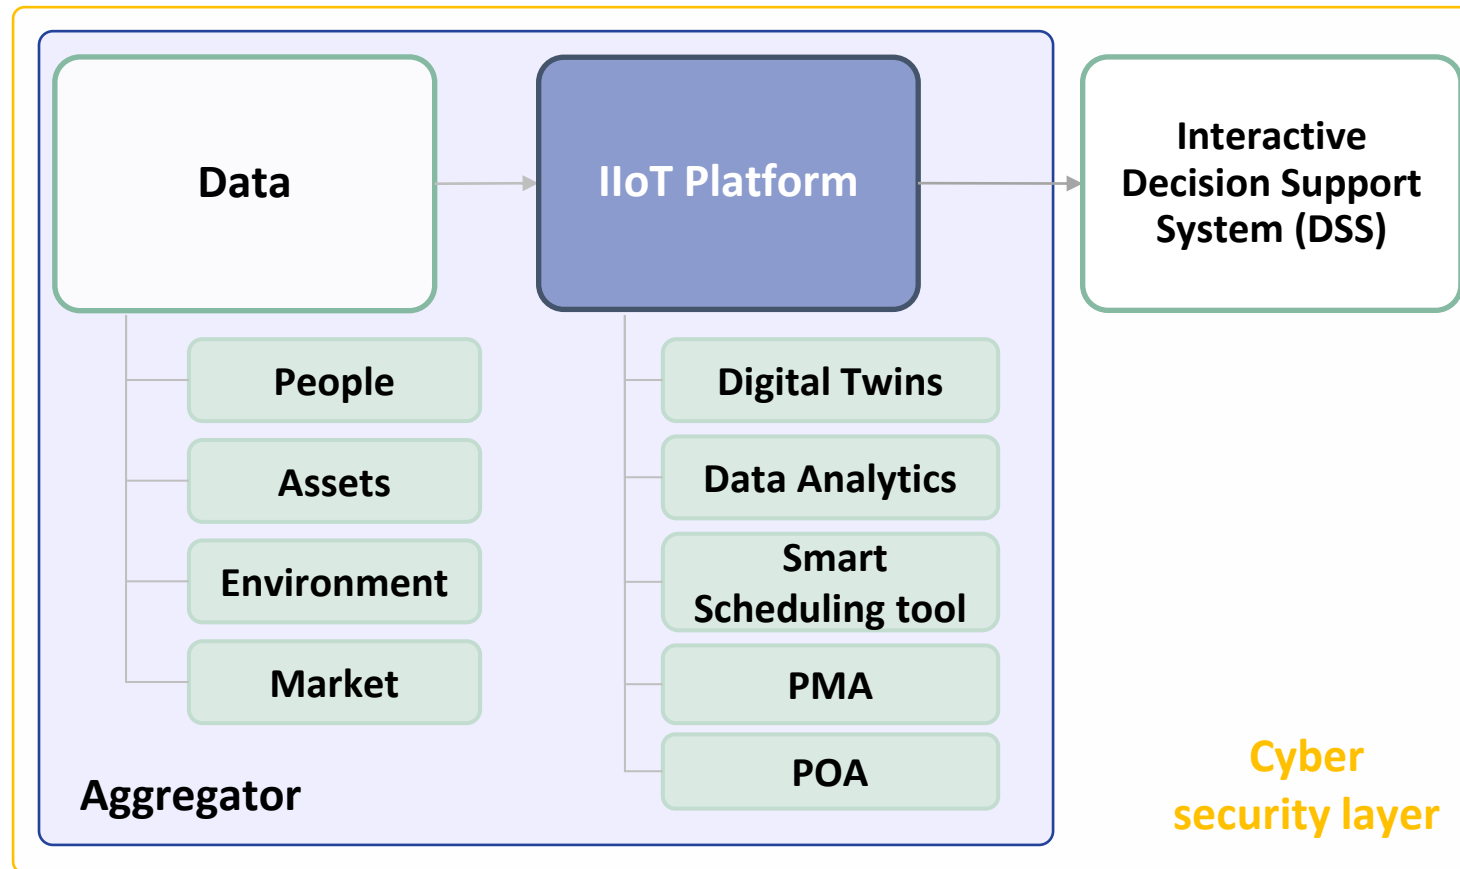 Data
IIoT Platform
Interactive
Decision Support
System (DSS)
People
Assets
Environment
Market
Digital Twins
Data Analytics
Smart
Scheduling tool
PMA
POA
Aggregator
Cyber
security layer